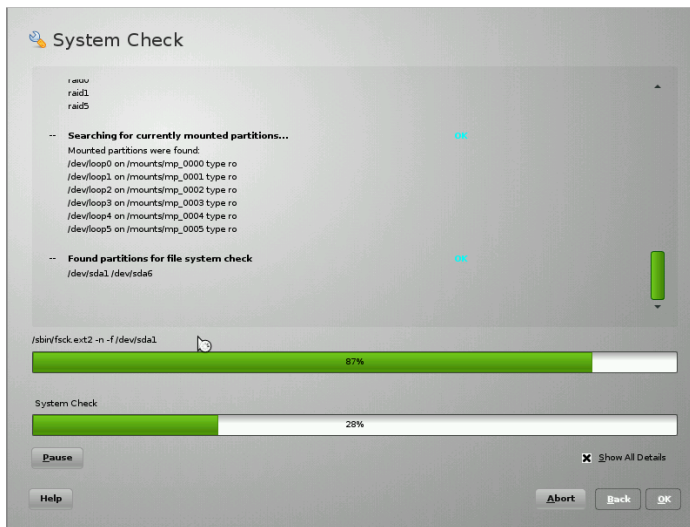 System Check
raid0
raid1
raid5
-- Searching for currently mounted partitions... OK
Mounted partitions were found:
/dev/loop0 on /mounts/mp_0000 type ro
/dev/loop1 on /mounts/mp_0001 type ro
/dev/loop2 on /mounts/mp_0002 type ro
/dev/loop3 on /mounts/mp_0003 type ro
/dev/loop4 on /mounts/mp_0004 type ro
/dev/loop5 on /mounts/mp_0005 type ro
-- Found partitions for file system check OK
/dev/sda1 /dev/sda6
/sbin/fsck.ext2 -n -f /dev/sda1
87%
System Check
28%
Pause
Show All Details
Help
Abort
Back
OK